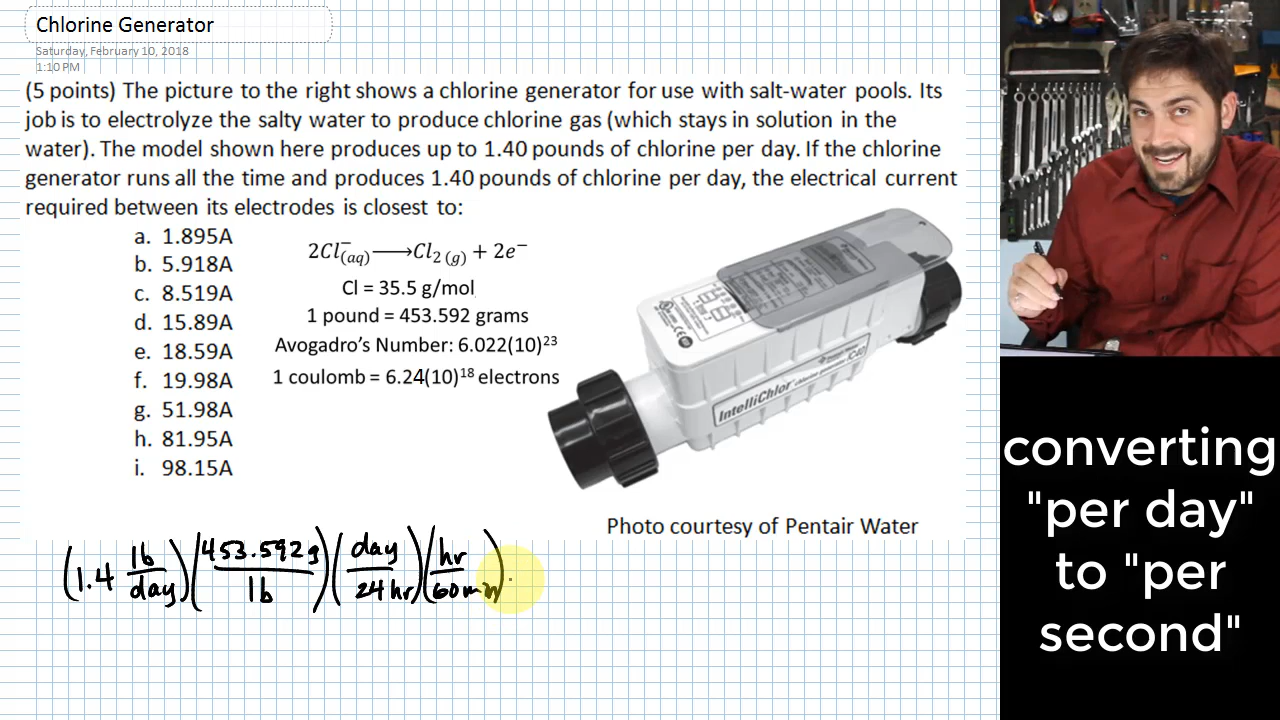 Chlorine Generator
Saturday, February 10, 2018
1:10 PM
(5 points) The picture to the right shows a chlorine generator for use with salt-water pools. Its
job is to electrolyze the salty water to produce chlorine gas (which stays in solution in the
water). The model shown here produces up to 1.40 pounds of chlorine per day. If the chlorine
generator runs all the time and produces 1.40 pounds of chlorine per day, the electrical current
required between its electrodes is closest to:
a. 1.895A
b. 5.918A
c. 8.519A
d. 15.89A
e. 18.59A
f. 19.98A
g. 51.98A
h. 81.95A
i. 98.15A
2Cl⁻(aq) ⟶ Cl₂ (g) + 2e⁻
Cl = 35.5 g/mol
1 pound = 453.592 grams
Avogadro's Number: 6.022(10)²³
1 coulomb = 6.24(10)¹⁸ electrons
IntelliChlor
chlorine generator
IC40
Photo courtesy of Pentair Water
(1.4 lb/day)(453.592g/lb)(day/24 hr)(hr/60min)
converting
"per day"
to "per
second"